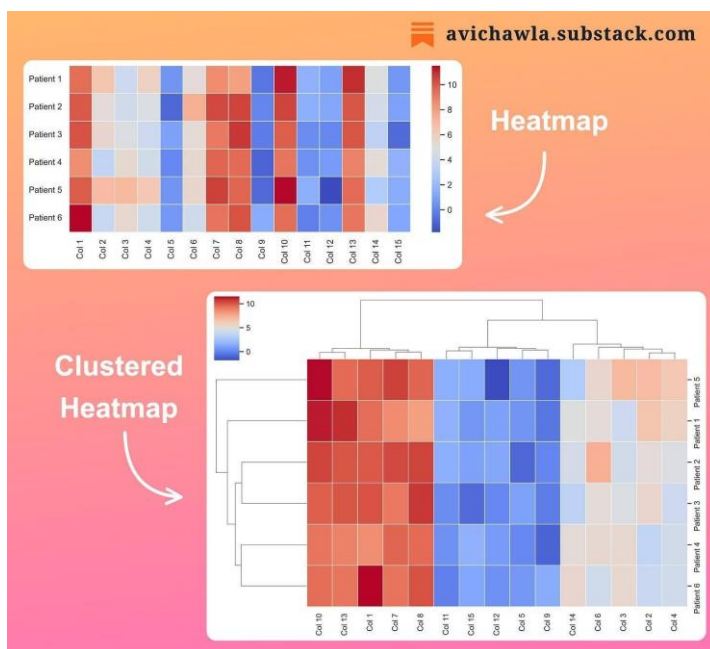 avichawla.substack.com
Patient 1
Patient 2
Patient 3
Patient 4
Patient 5
Patient 6
Col 1
Col 2
Col 3
Col 4
Col 5
Col 6
Col 7
Col 8
Col 9
Col 10
Col 11
Col 12
Col 13
Col 14
Col 15
10
8
6
4
2
0
Heatmap
Clustered
Heatmap
10
5
0
Patient 5
Patient 1
Patient 2
Patient 3
Patient 4
Patient 6
Col 10
Col 13
Col 1
Col 7
Col 8
Col 11
Col 15
Col 12
Col 5
Col 9
Col 14
Col 6
Col 3
Col 2
Col 4